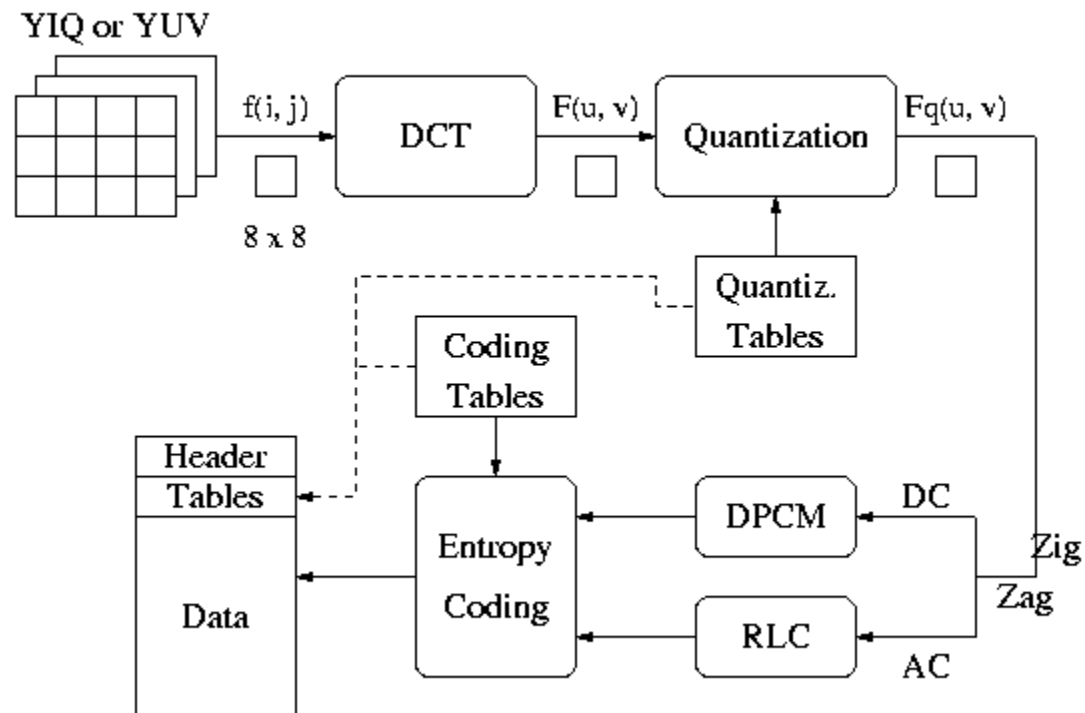 YIQ or YUV
f(i, j)
DCT
F(u, v)
Quantization
Fq(u, v)
8 x 8
Quantiz.
Tables
Coding
Tables
Header
Tables
Data
Entropy
Coding
DPCM
DC
Zig
Zag
RLC
AC